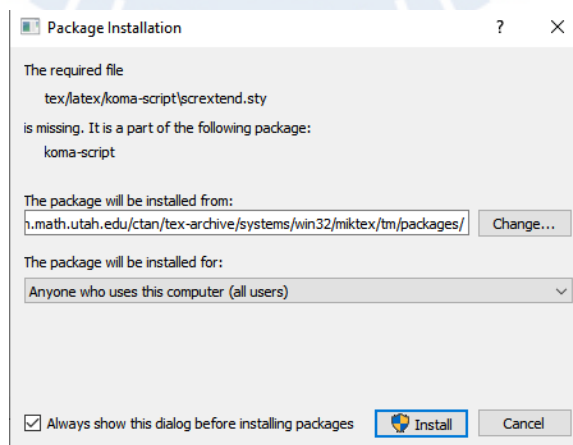 Package Installation
?
The required file
tex/latex/koma-script\scrextend.sty
is missing. It is a part of the following package:
koma-script
The package will be installed from:
n.math.utah.edu/ctan/tex-archive/systems/win32/miktex/tm/packages/
Change...
The package will be installed for:
Anyone who uses this computer (all users)
Always show this dialog before installing packages
Install
Cancel